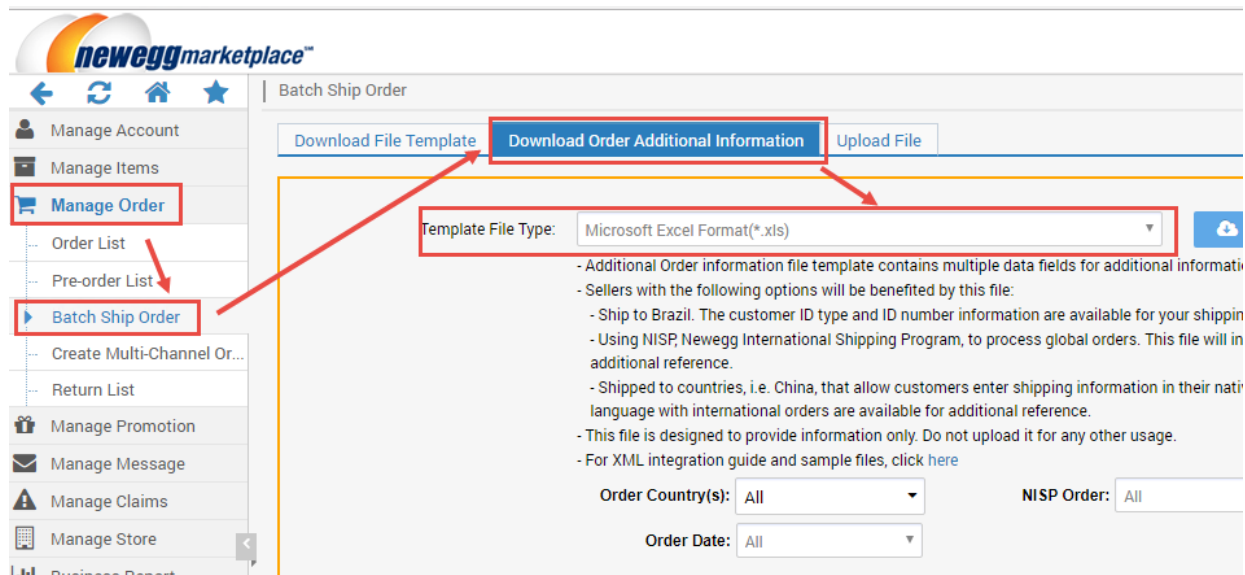 neweggmarketplace™
Batch Ship Order
Manage Account
Manage Items
Manage Order
Order List
Pre-order List
Batch Ship Order
Create Multi-Channel Or...
Return List
Manage Promotion
Manage Message
Manage Claims
Manage Store
Business Report
Download File Template
Download Order Additional Information
Upload File
Template File Type: Microsoft Excel Format(*.xls)
- Additional Order information file template contains multiple data fields for additional informati
- Sellers with the following options will be benefited by this file:
- Ship to Brazil. The customer ID type and ID number information are available for your shippin
- Using NISP, Newegg International Shipping Program, to process global orders. This file will in
additional reference.
- Shipped to countries, i.e. China, that allow customers enter shipping information in their nativ
language with international orders are available for additional reference.
- This file is designed to provide information only. Do not upload it for any other usage.
- For XML integration guide and sample files, click here
Order Country(s): All NISP Order: All
Order Date: All